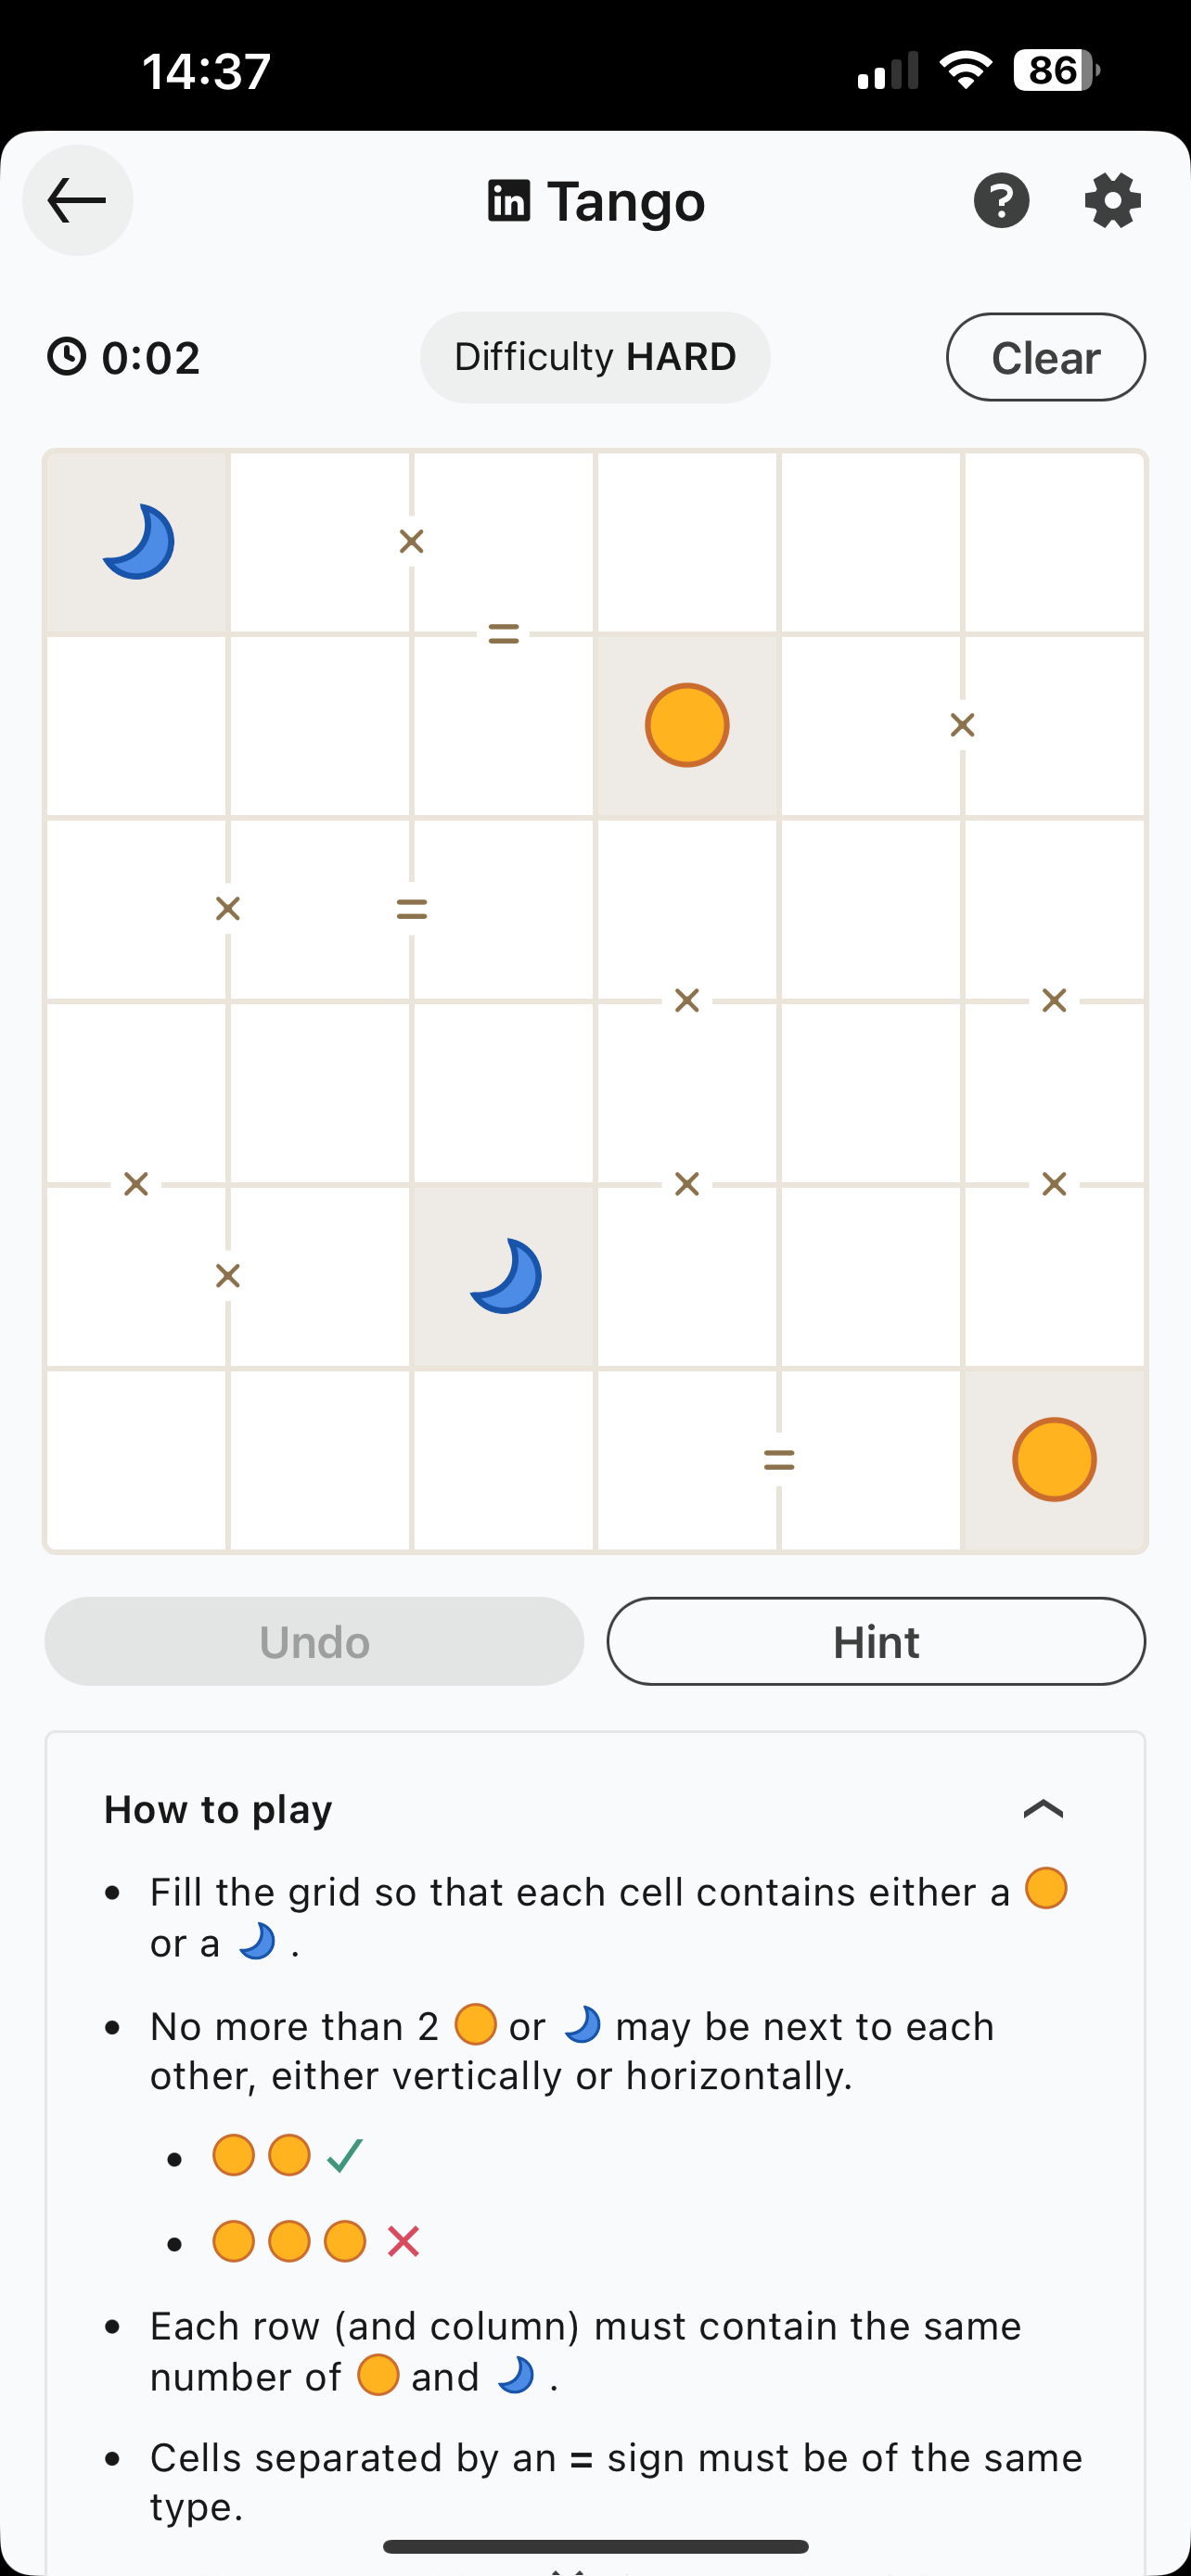 14:37
86
in Tango
?
0:02
Difficulty HARD
Clear
×
=
×
×
=
×
×
×
×
×
×
=
Undo
Hint
How to play
Fill the grid so that each cell contains either a
or a .
No more than 2 or may be next to each
other, either vertically or horizontally.
Each row (and column) must contain the same
number of and .
Cells separated by an = sign must be of the same
type.